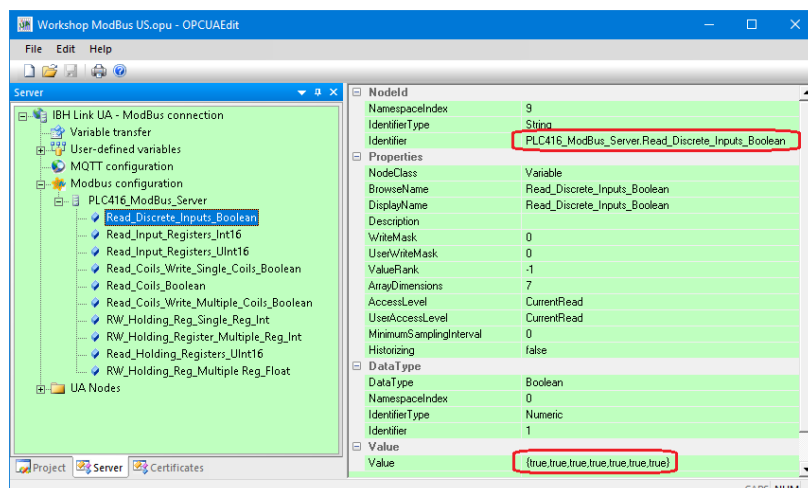 Workshop ModBus US.opu - OPCUAEdit
File Edit Help
Server
IBH Link UA - ModBus connection
Variable transfer
User-defined variables
MQTT configuration
Modbus configuration
PLC416_ModBus_Server
Read_Discrete_Inputs_Boolean
Read_Input_Registers_Int16
Read_Input_Registers_UInt16
Read_Coils_Write_Single_Coils_Boolean
Read_Coils_Boolean
Read_Coils_Write_Multiple_Coils_Boolean
RW_Holding_Reg_Single_Reg_Int
RW_Holding_Register_Multiple_Reg_Int
Read_Holding_Registers_UInt16
RW_Holding_Reg_Multiple Reg_Float
UA Nodes
Project Server Certificates
NodeId
NamespaceIndex 9
IdentifierType String
Identifier PLC416_ModBus_Server.Read_Discrete_Inputs_Boolean
Properties
NodeClass Variable
BrowseName Read_Discrete_Inputs_Boolean
DisplayName Read_Discrete_Inputs_Boolean
Description
WriteMask 0
UserWriteMask 0
ValueRank -1
ArrayDimensions 7
AccessLevel CurrentRead
UserAccessLevel CurrentRead
MinimumSamplingInterval 0
Historizing false
DataType
DataType Boolean
NamespaceIndex 0
IdentifierType Numeric
Identifier 1
Value
Value {true,true,true,true,true,true,true}
CAPS NUM